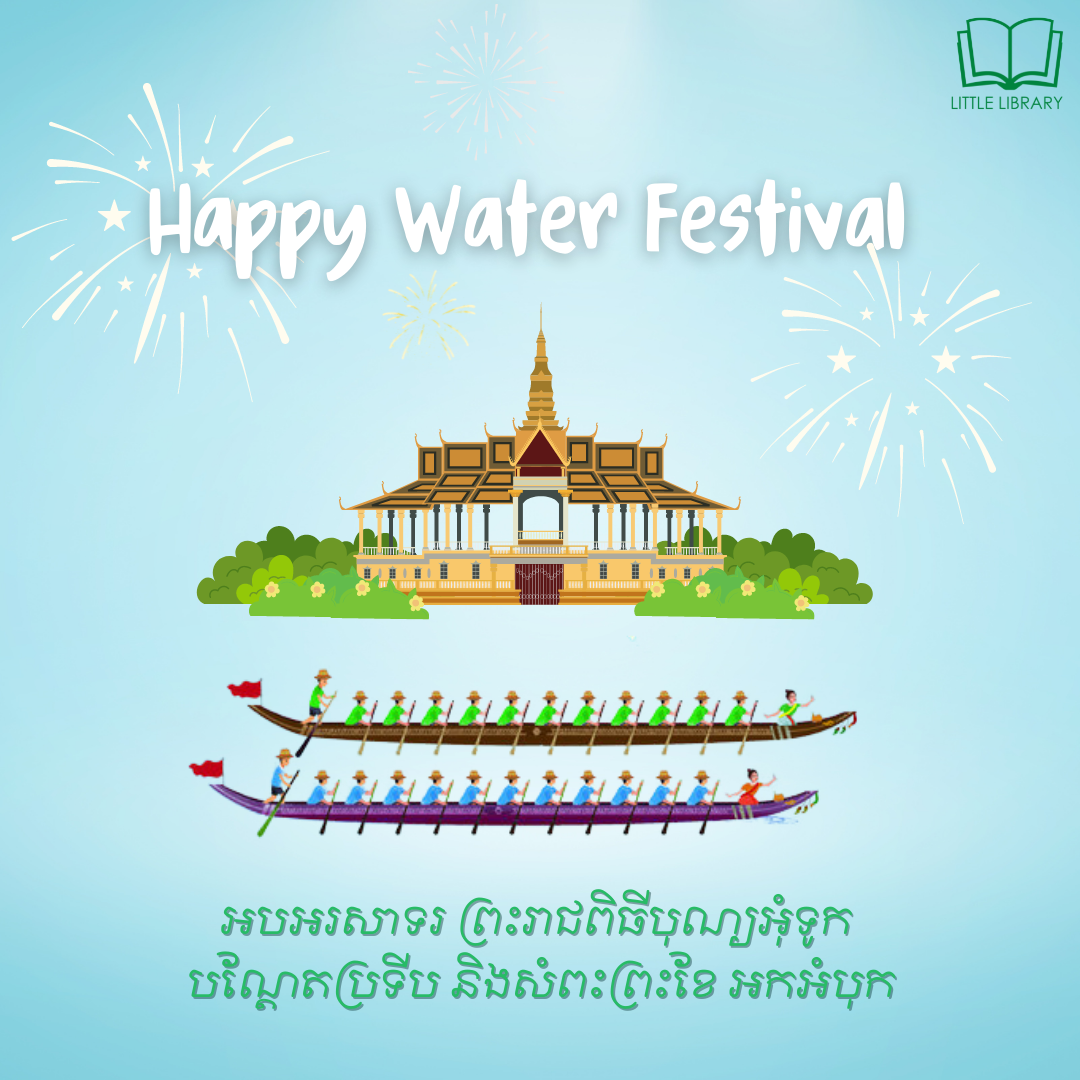 LITTLE LIBRARY
Happy Water Festival
អបអរសាទរ ព្រះរាជពិធីបុណ្យអុំទូក
បណ្ដែតប្រទីប និងសំពះព្រះខែ អកអំបុក